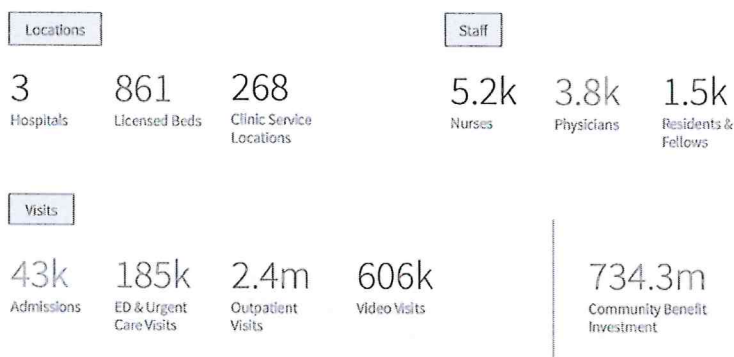 Locations
3
Hospitals
861
Licensed Beds
268
Clinic Service
Locations
Staff
5.2k
Nurses
3.8k
Physicians
1.5k
Residents &
Fellows
Visits
43k
Admissions
185k
ED & Urgent
Care Visits
2.4m
Outpatient
Visits
606k
Video Visits
734.3m
Community Benefit
Investment